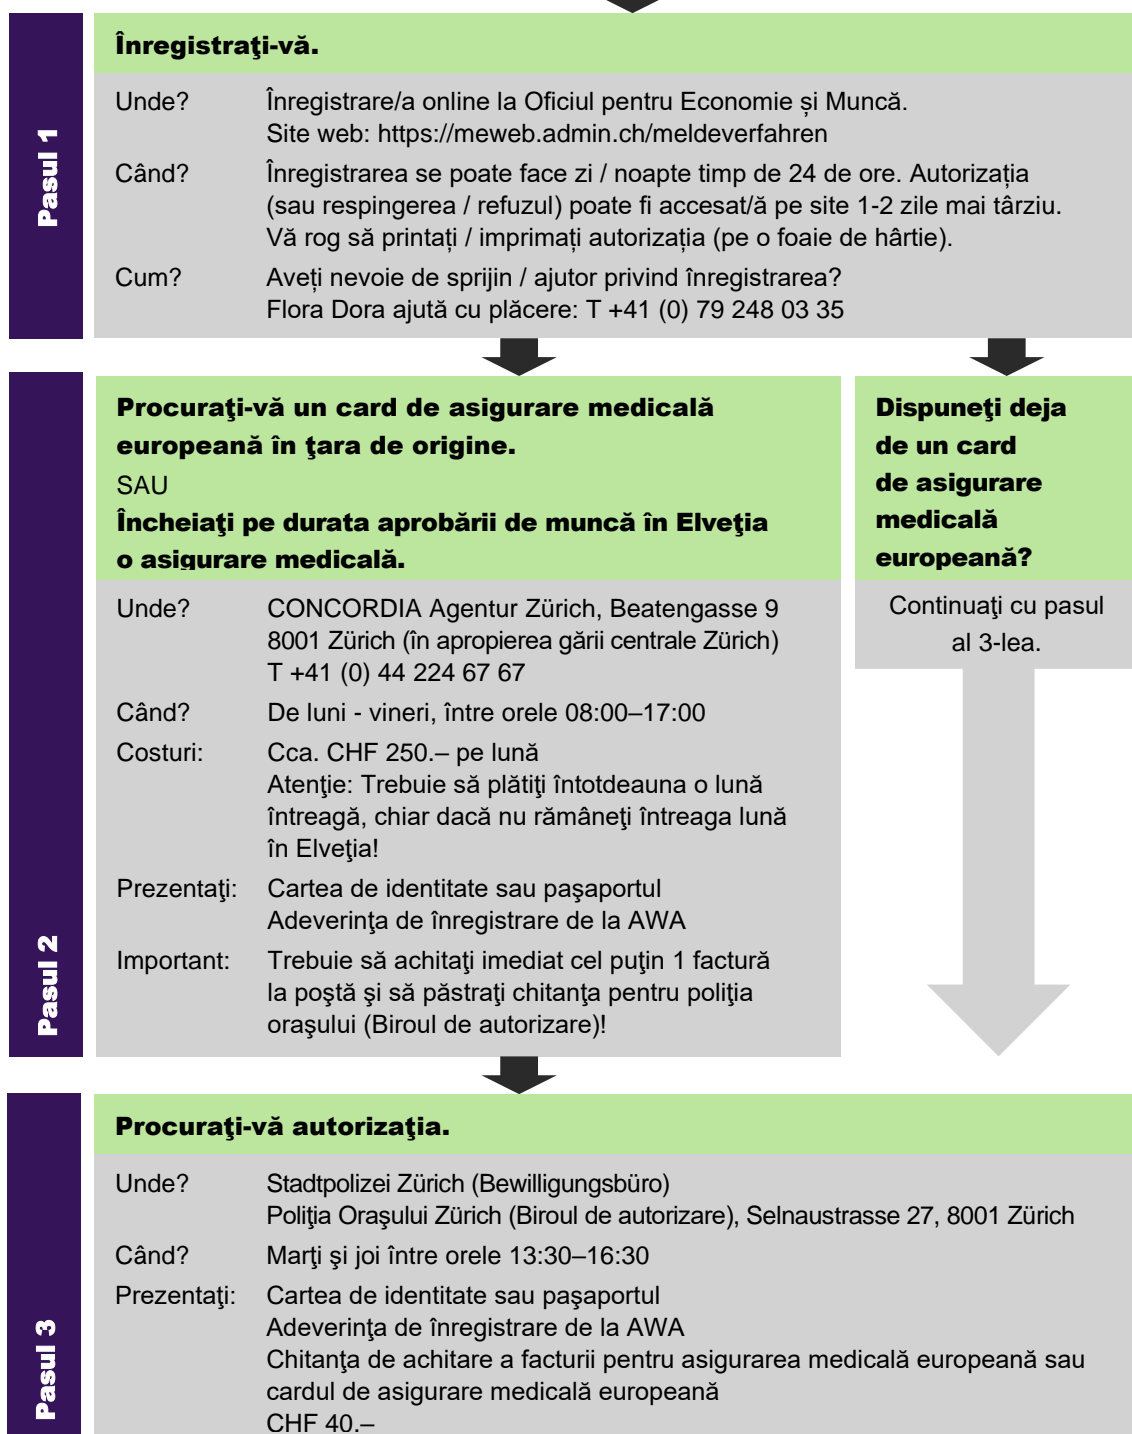 Pasul 1
Înregistraţi-vă.
Unde? Înregistrare/a online la Oficiul pentru Economie și Muncă.
Site web: https://meweb.admin.ch/meldeverfahren
Când? Înregistrarea se poate face zi / noapte timp de 24 de ore. Autorizația
(sau respingerea / refuzul) poate fi accesat/ă pe site 1-2 zile mai târziu.
Vă rog să printați / imprimați autorizația (pe o foaie de hârtie).
Cum? Aveți nevoie de sprijin / ajutor privind înregistrarea?
Flora Dora ajută cu plăcere: T +41 (0) 79 248 03 35
Pasul 2
Procuraţi-vă un card de asigurare medicală
europeană în ţara de origine.
SAU
Încheiaţi pe durata aprobării de muncă în Elveţia
o asigurare medicală.
Unde? CONCORDIA Agentur Zürich, Beatengasse 9
8001 Zürich (în apropierea gării centrale Zürich)
T +41 (0) 44 224 67 67
Când? De luni - vineri, între orele 08:00–17:00
Costuri: Cca. CHF 250.– pe lună
Atenţie: Trebuie să plătiţi întotdeauna o lună
întreagă, chiar dacă nu rămâneţi întreaga lună
în Elveţia!
Prezentaţi: Cartea de identitate sau paşaportul
Adeverinţa de înregistrare de la AWA
Important: Trebuie să achitaţi imediat cel puţin 1 factură
la poştă şi să păstraţi chitanţa pentru poliţia
oraşului (Biroul de autorizare)!
Dispuneţi deja
de un card
de asigurare
medicală
europeană?
Continuaţi cu pasul
al 3-lea.
Pasul 3
Procuraţi-vă autorizaţia.
Unde? Stadtpolizei Zürich (Bewilligungsbüro)
Poliţia Oraşului Zürich (Biroul de autorizare), Selnaustrasse 27, 8001 Zürich
Când? Marţi şi joi între orele 13:30–16:30
Prezentaţi: Cartea de identitate sau paşaportul
Adeverinţa de înregistrare de la AWA
Chitanţa de achitare a facturii pentru asigurarea medicală europeană sau
cardul de asigurare medicală europeană
CHF 40.–